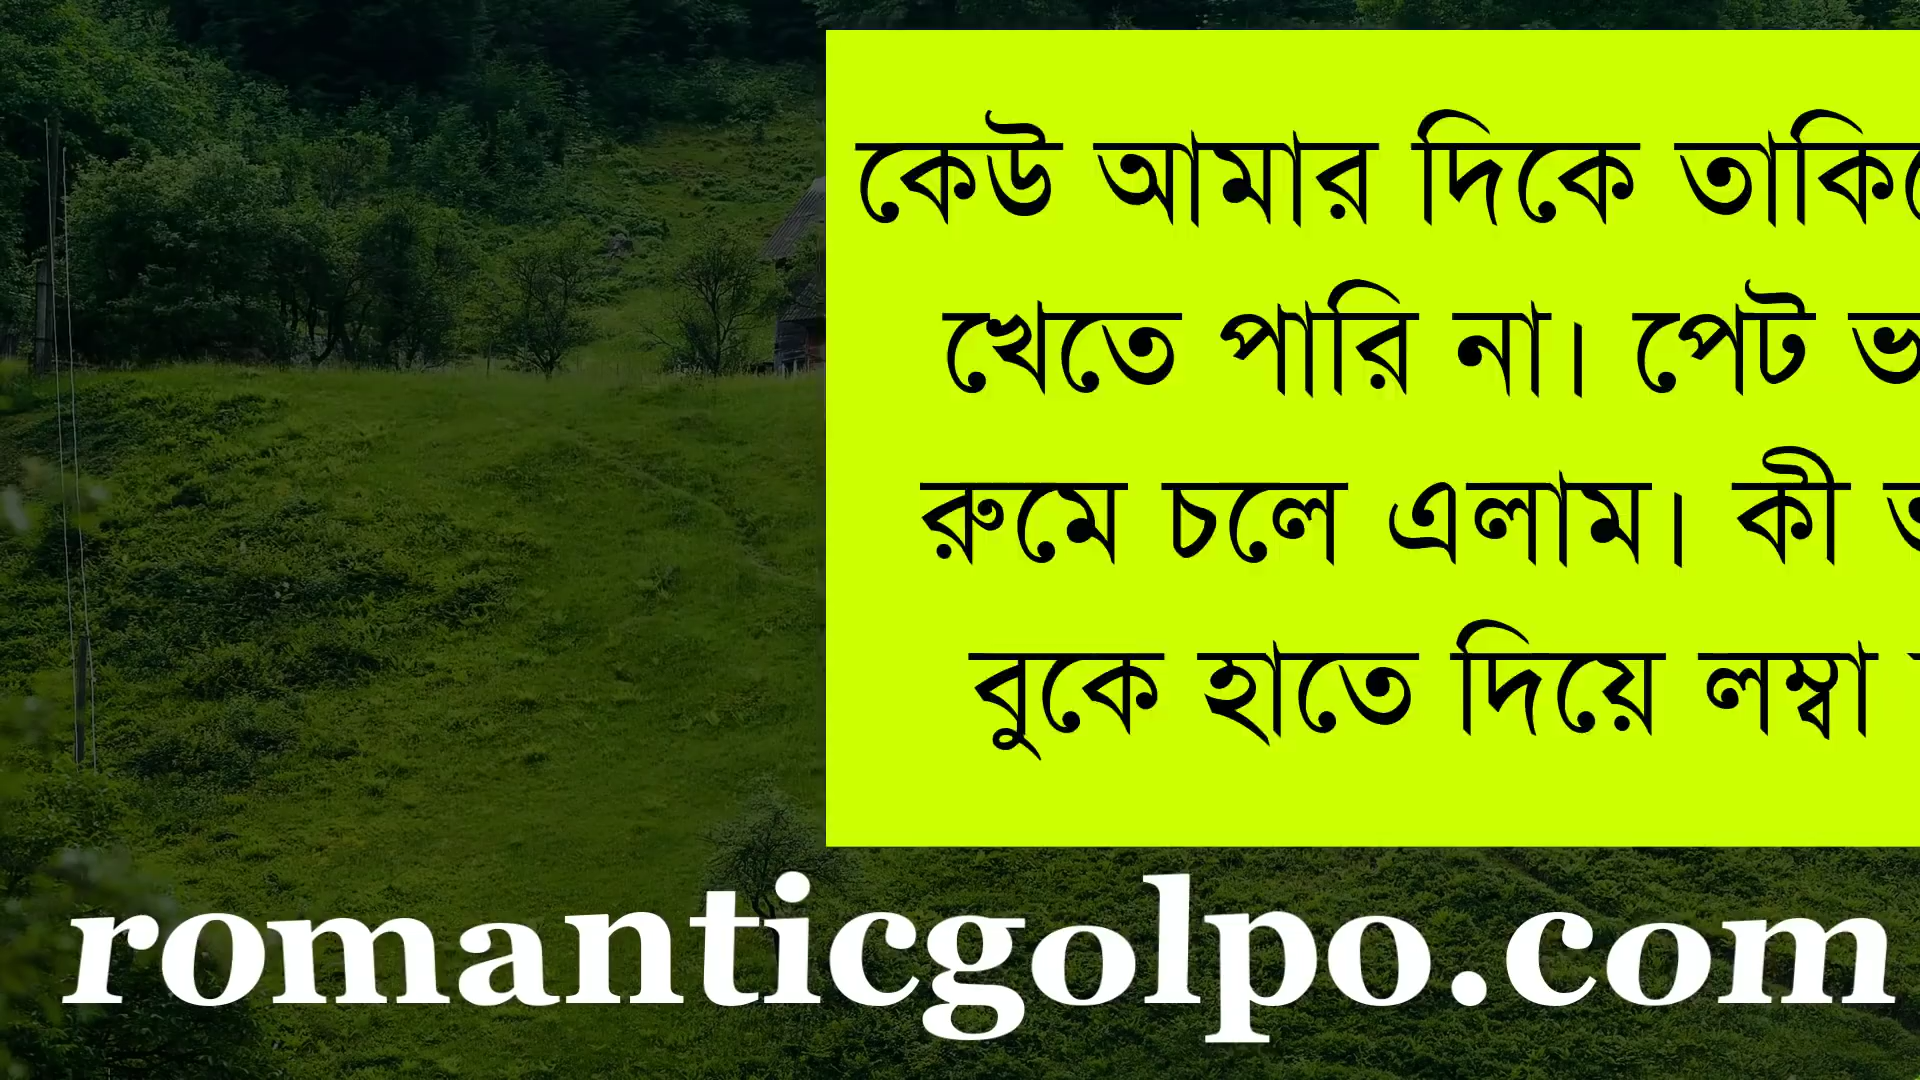 কেউ আমার দিকে
খেতে পারি না। পেট
রুমে চলে এলাম। কী
বুকে হাতে দিয়ে লম্বা
romanticgolpo.com